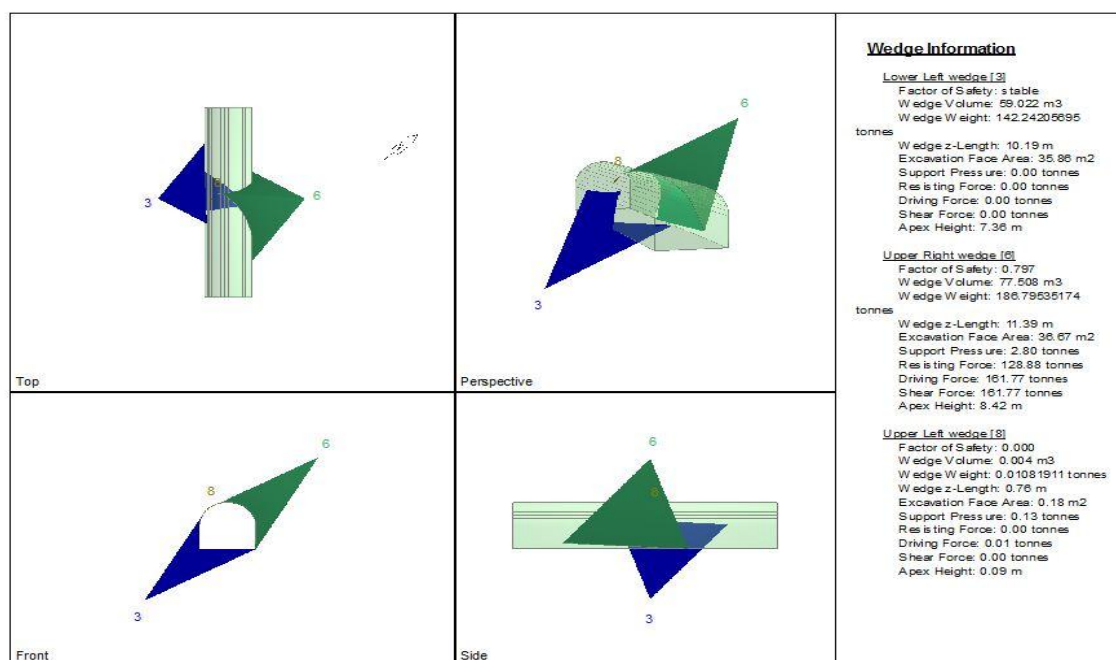 3
6
8
Top
6
8
3
Perspective
6
8
3
Front
6
8
3
Side
Wedge Information
Lower Left wedge [3]
Factor of Safety: stable
Wedge Volume: 59.022 m3
Wedge Weight: 142.24205695
tonnes
Wedge z-Length: 10.19 m
Excavation Face Area: 35.86 m2
Support Pressure: 0.00 tonnes
Resisting Force: 0.00 tonnes
Driving Force: 0.00 tonnes
Shear Force: 0.00 tonnes
Apex Height: 7.36 m
Upper Right wedge [6]
Factor of Safety: 0.797
Wedge Volume: 77.508 m3
Wedge Weight: 186.79535174
tonnes
Wedge z-Length: 11.39 m
Excavation Face Area: 36.67 m2
Support Pressure: 2.80 tonnes
Resisting Force: 128.88 tonnes
Driving Force: 161.77 tonnes
Shear Force: 161.77 tonnes
Apex Height: 8.42 m
Upper Left wedge [8]
Factor of Safety: 0.000
Wedge Volume: 0.004 m3
Wedge Weight: 0.01081911 tonnes
Wedge z-Length: 0.76 m
Excavation Face Area: 0.18 m2
Support Pressure: 0.13 tonnes
Resisting Force: 0.00 tonnes
Driving Force: 0.01 tonnes
Shear Force: 0.00 tonnes
Apex Height: 0.09 m